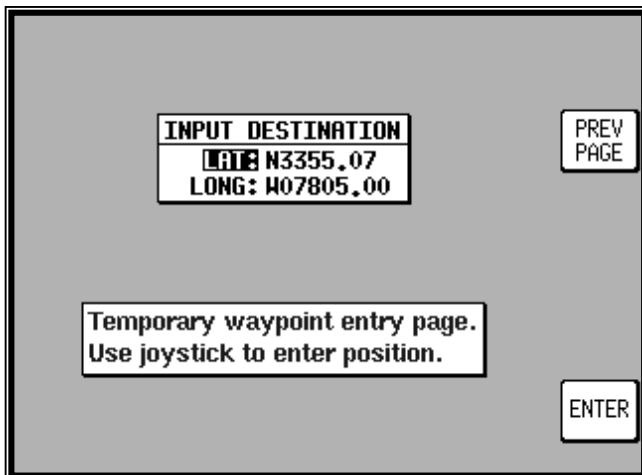 INPUT DESTINATION
LAT: N3355.07
LONG: W07805.00
PREV
PAGE
Temporary waypoint entry page.
Use joystick to enter position.
ENTER